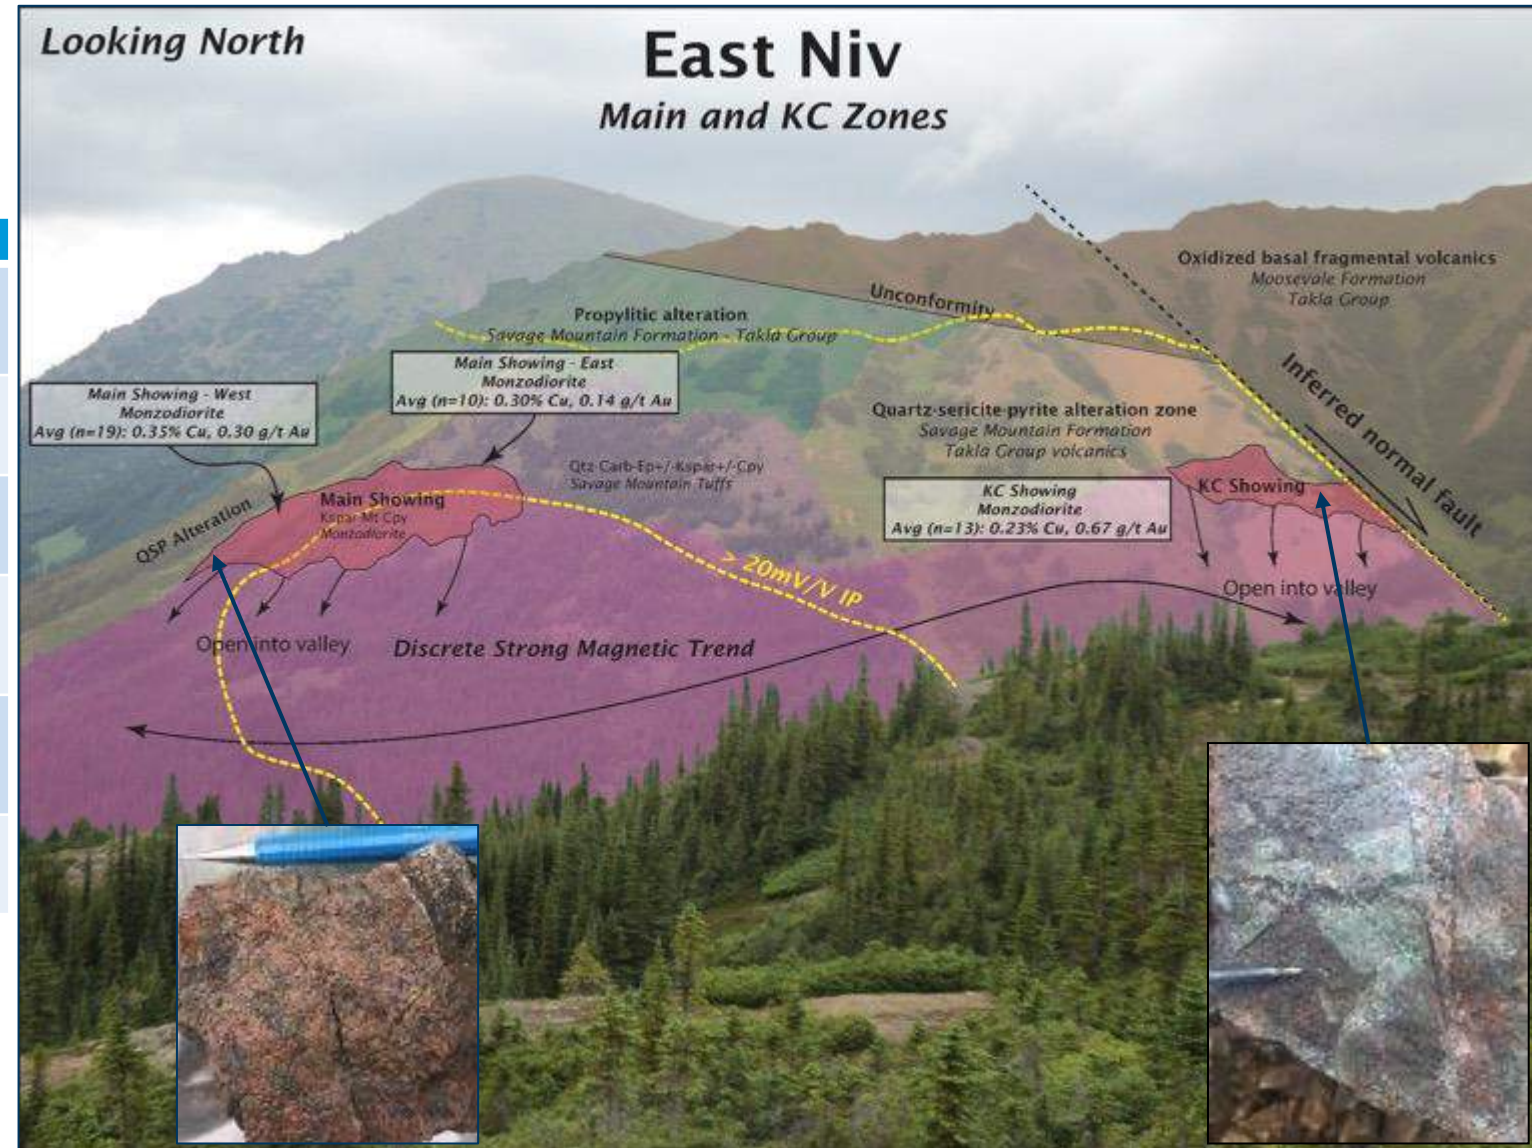 Looking North
East Niv
Main and KC Zones
Oxidized basal fragmental volcanics
Moosevale Formation
Takla Group
Unconformity
Propylitic alteration
Savage Mountain Formation - Takla Group
Main Showing - East
Monzodiorite
Avg (n=10): 0.30% Cu, 0.14 g/t Au
Main Showing - West
Monzodiorite
Avg (n=19): 0.35% Cu, 0.30 g/t Au
Inferred normal fault
Quartz-sericite-pyrite alteration zone
Savage Mountain Formation
Takla Group volcanics
Qtz-Carb-Ep+/-Kspar+/-Cpy
Savage Mountain Tuffs
KC Showing
KC Showing
Monzodiorite
Avg (n=13): 0.23% Cu, 0.67 g/t Au
Main Showing
Kspar-Mt-Cpy
Monzodiorite
QSP Alteration
> 20mV/V IP
Open into valley
Open into valley
Discrete Strong Magnetic Trend